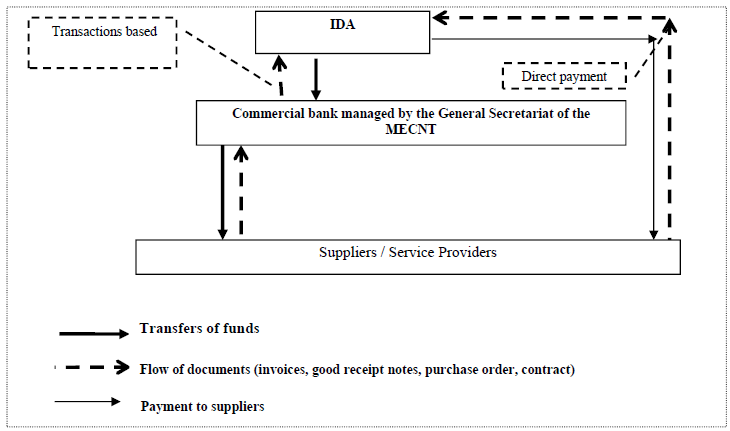 Transactions based
IDA
Direct payment
Commercial bank managed by the General Secretariat of the
MECNT
Suppliers / Service Providers
Transfers of funds
Flow of documents (invoices, good receipt notes, purchase order, contract)
Payment to suppliers